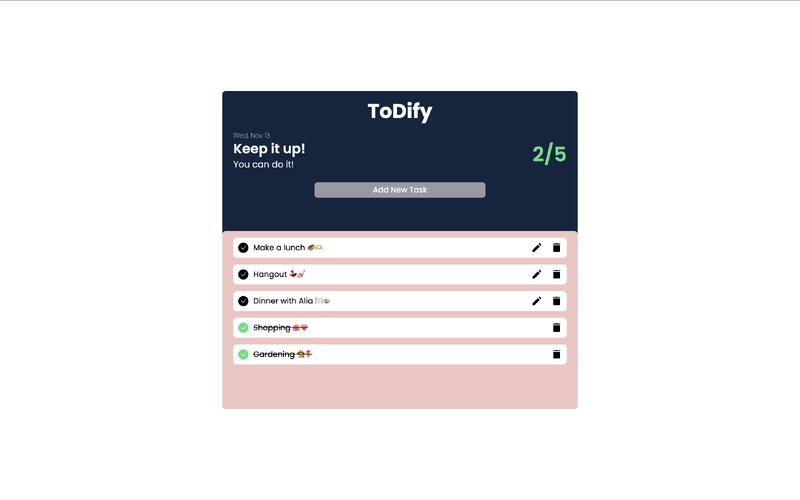 ToDify
Wed, Nov 13
Keep it up!
You can do it!
2/5
Add New Task
Make a lunch
Hangout
Dinner with Alia
Shopping
Gardening